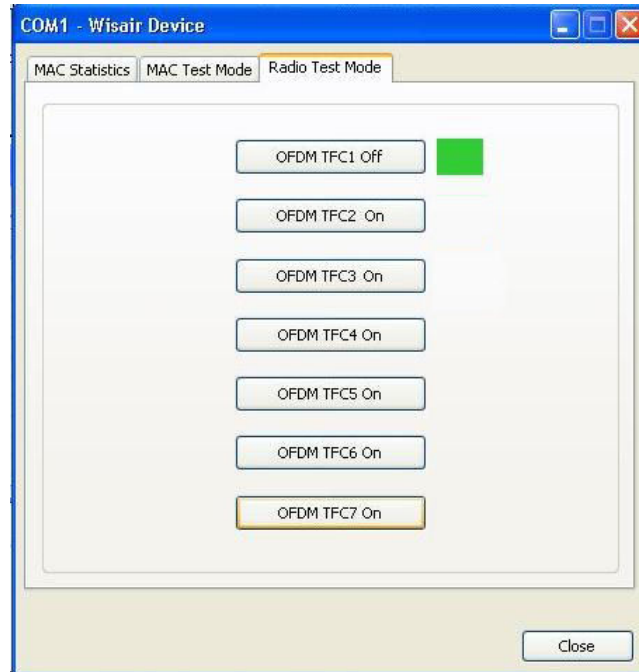 COM1 - Wisair Device
MAC Statistics MAC Test Mode Radio Test Mode
OFDM TFC1 Off
OFDM TFC2 On
OFDM TFC3 On
OFDM TFC4 On
OFDM TFC5 On
OFDM TFC6 On
OFDM TFC7 On
Close